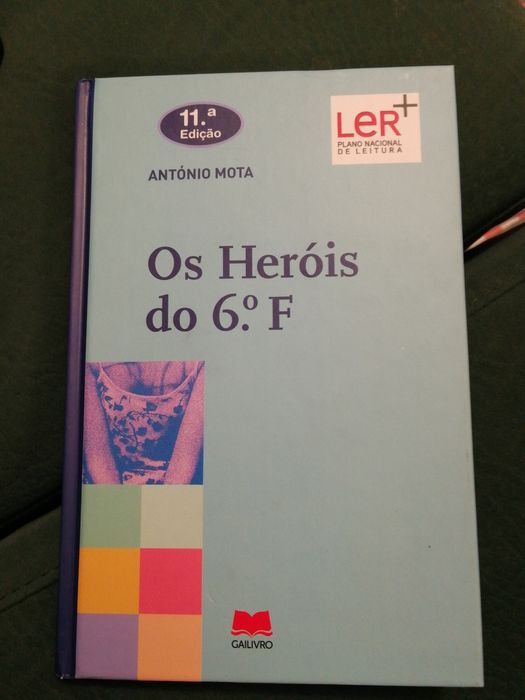 11.ª
Edição
LeR+
PLANO NACIONAL
DE LEITURA
ANTÓNIO MOTA
Os Heróis
do 6.º F
GAILIVRO